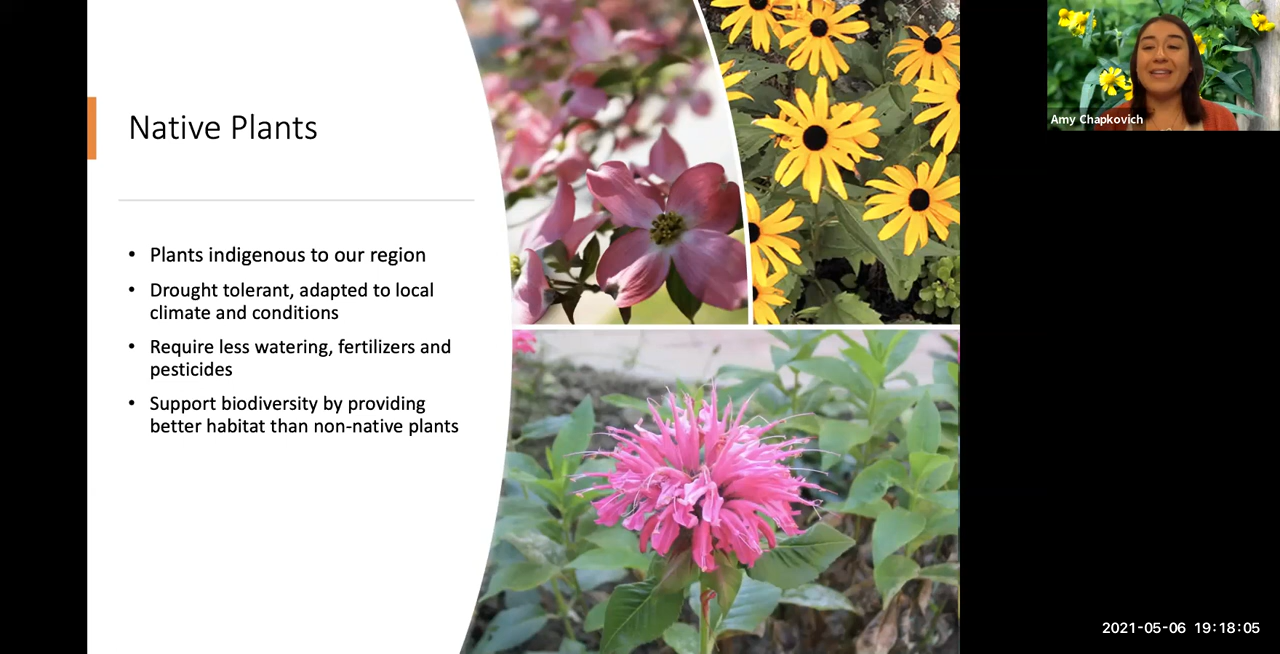 Native Plants
• Plants indigenous to our region
• Drought tolerant, adapted to local
climate and conditions
• Require less watering, fertilizers and
pesticides
• Support biodiversity by providing
better habitat than non-native plants
Amy Chapkovich
2021-05-06 19:18:05